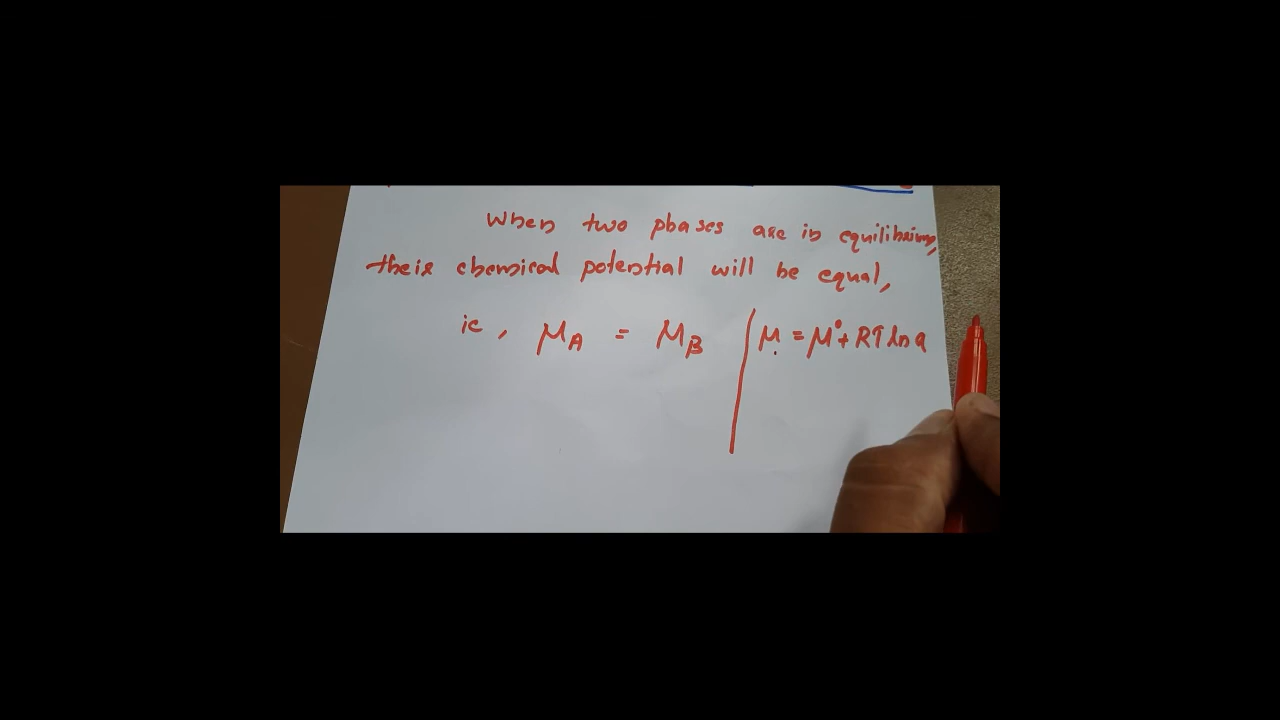 When two phases are in equilibrium,
their chemical potential will be equal,
ie, μA = μB | μ = μ° + RT ln a